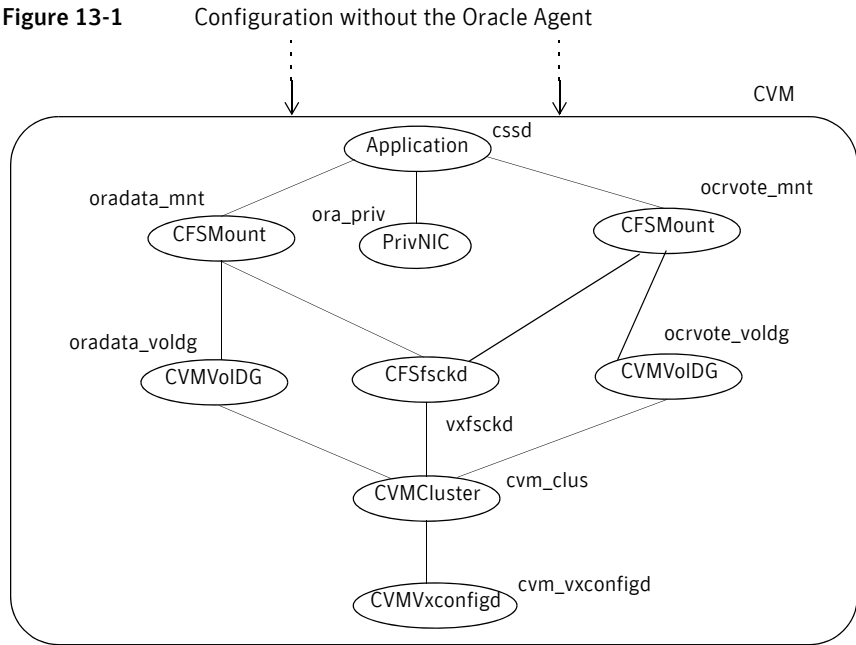 Figure 13-1 Configuration without the Oracle Agent
CVM
cssd
Application
oradata_mnt
ocrvote_mnt
ora_priv
CFSMount
PrivNIC
CFSMount
oradata_voldg
ocrvote_voldg
CVMVolDG
CFSfsckd
CVMVolDG
vxfsckd
CVMCluster
cvm_clus
CVMVxconfigd
cvm_vxconfigd